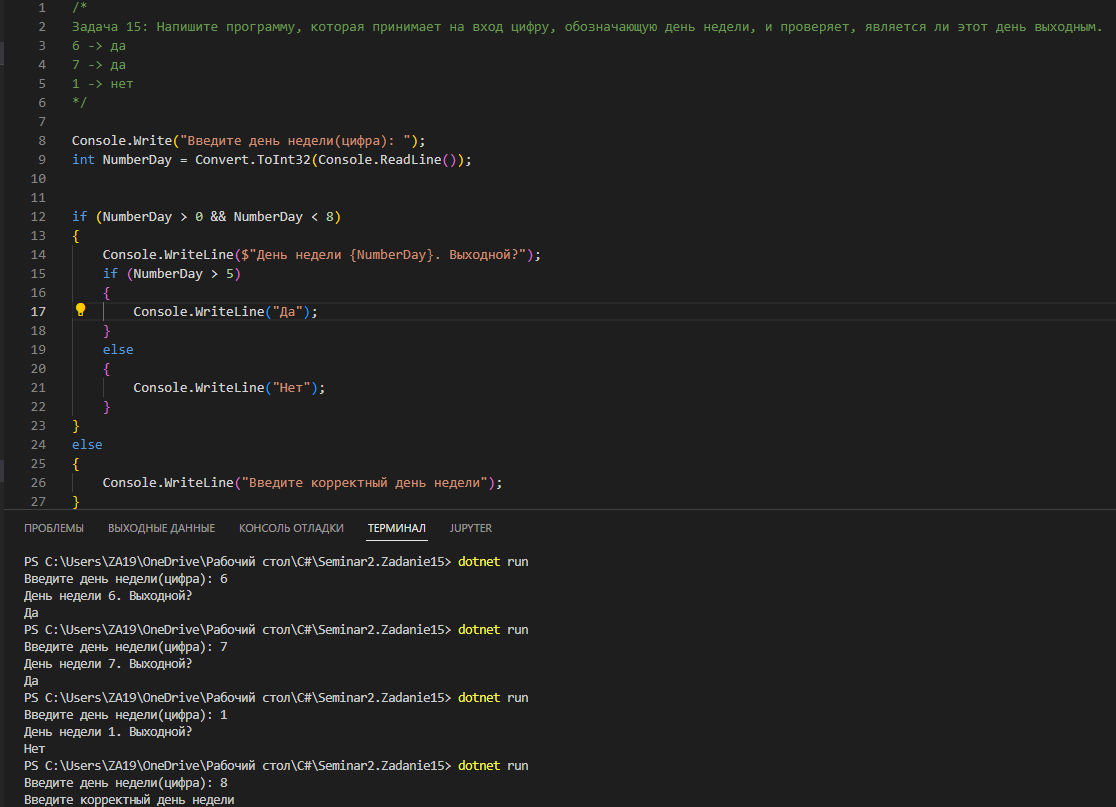 1 /*
2 Задача 15: Напишите программу, которая принимает на вход цифру, обозначающую день недели, и проверяет, является ли этот день выходным.
3 6 -> да
4 7 -> да
5 1 -> нет
6 */
7
8 Console.Write("Введите день недели(цифра): ");
9 int NumberDay = Convert.ToInt32(Console.ReadLine());
10
11
12 if (NumberDay > 0 && NumberDay < 8)
13 {
14 Console.WriteLine($"День недели {NumberDay}. Выходной?");
15 if (NumberDay > 5)
16 {
17 Console.WriteLine("Да");
18 }
19 else
20 {
21 Console.WriteLine("Нет");
22 }
23 }
24 else
25 {
26 Console.WriteLine("Введите корректный день недели");
27 }
ПРОБЛЕМЫ ВЫХОДНЫЕ ДАННЫЕ КОНСОЛЬ ОТЛАДКИ ТЕРМИНАЛ JUPYTER
PS C:\Users\ZA19\OneDrive\Рабочий стол\C#\Seminar2.Zadanie15> dotnet run
Введите день недели(цифра): 6
День недели 6. Выходной?
Да
PS C:\Users\ZA19\OneDrive\Рабочий стол\C#\Seminar2.Zadanie15> dotnet run
Введите день недели(цифра): 7
День недели 7. Выходной?
Да
PS C:\Users\ZA19\OneDrive\Рабочий стол\C#\Seminar2.Zadanie15> dotnet run
Введите день недели(цифра): 1
День недели 1. Выходной?
Нет
PS C:\Users\ZA19\OneDrive\Рабочий стол\C#\Seminar2.Zadanie15> dotnet run
Введите день недели(цифра): 8
Введите корректный день недели